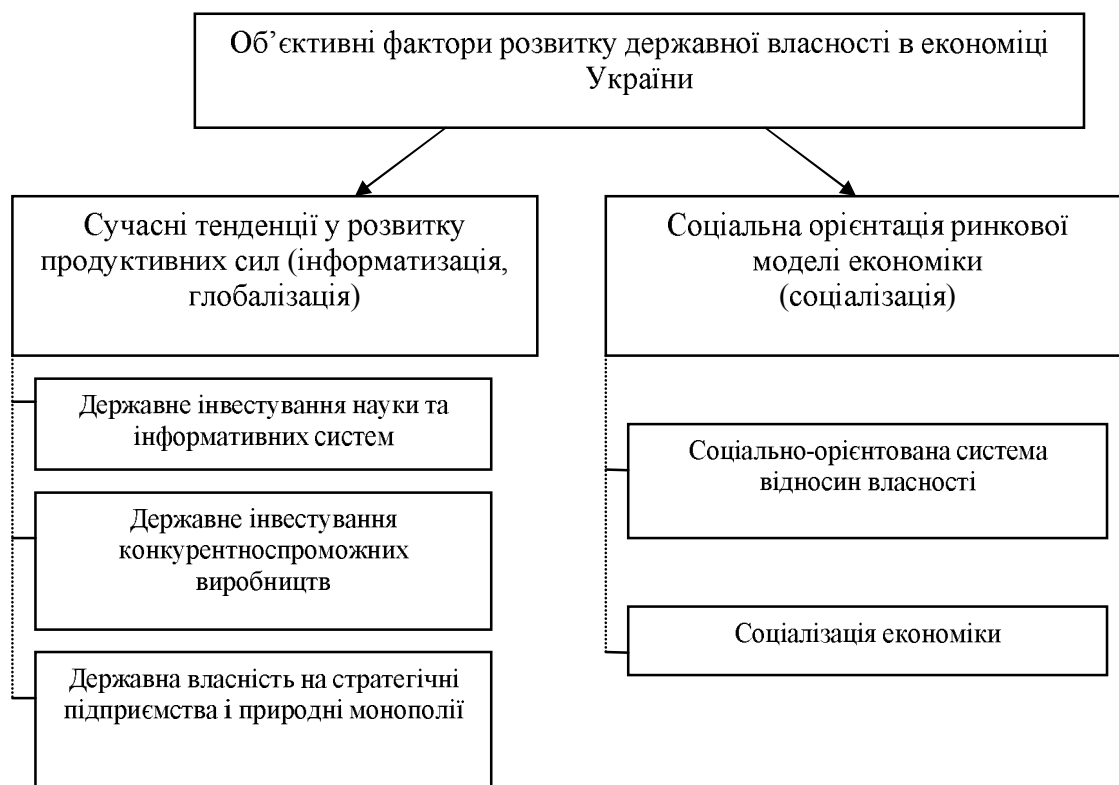 Об’єктивні фактори розвитку державної власності в економіці
України
Сучасні тенденції у розвитку
продуктивних сил (інформатизація,
глобалізація)
Державне інвестування науки та
інформативних систем
Державне інвестування
конкурентноспроможних
виробництв
Державна власність на стратегічні
підприємства і природні монополії
Соціальна орієнтація ринкової
моделі економіки
(соціалізація)
Соціально-орієнтована система
відносин власності
Соціалізація економіки